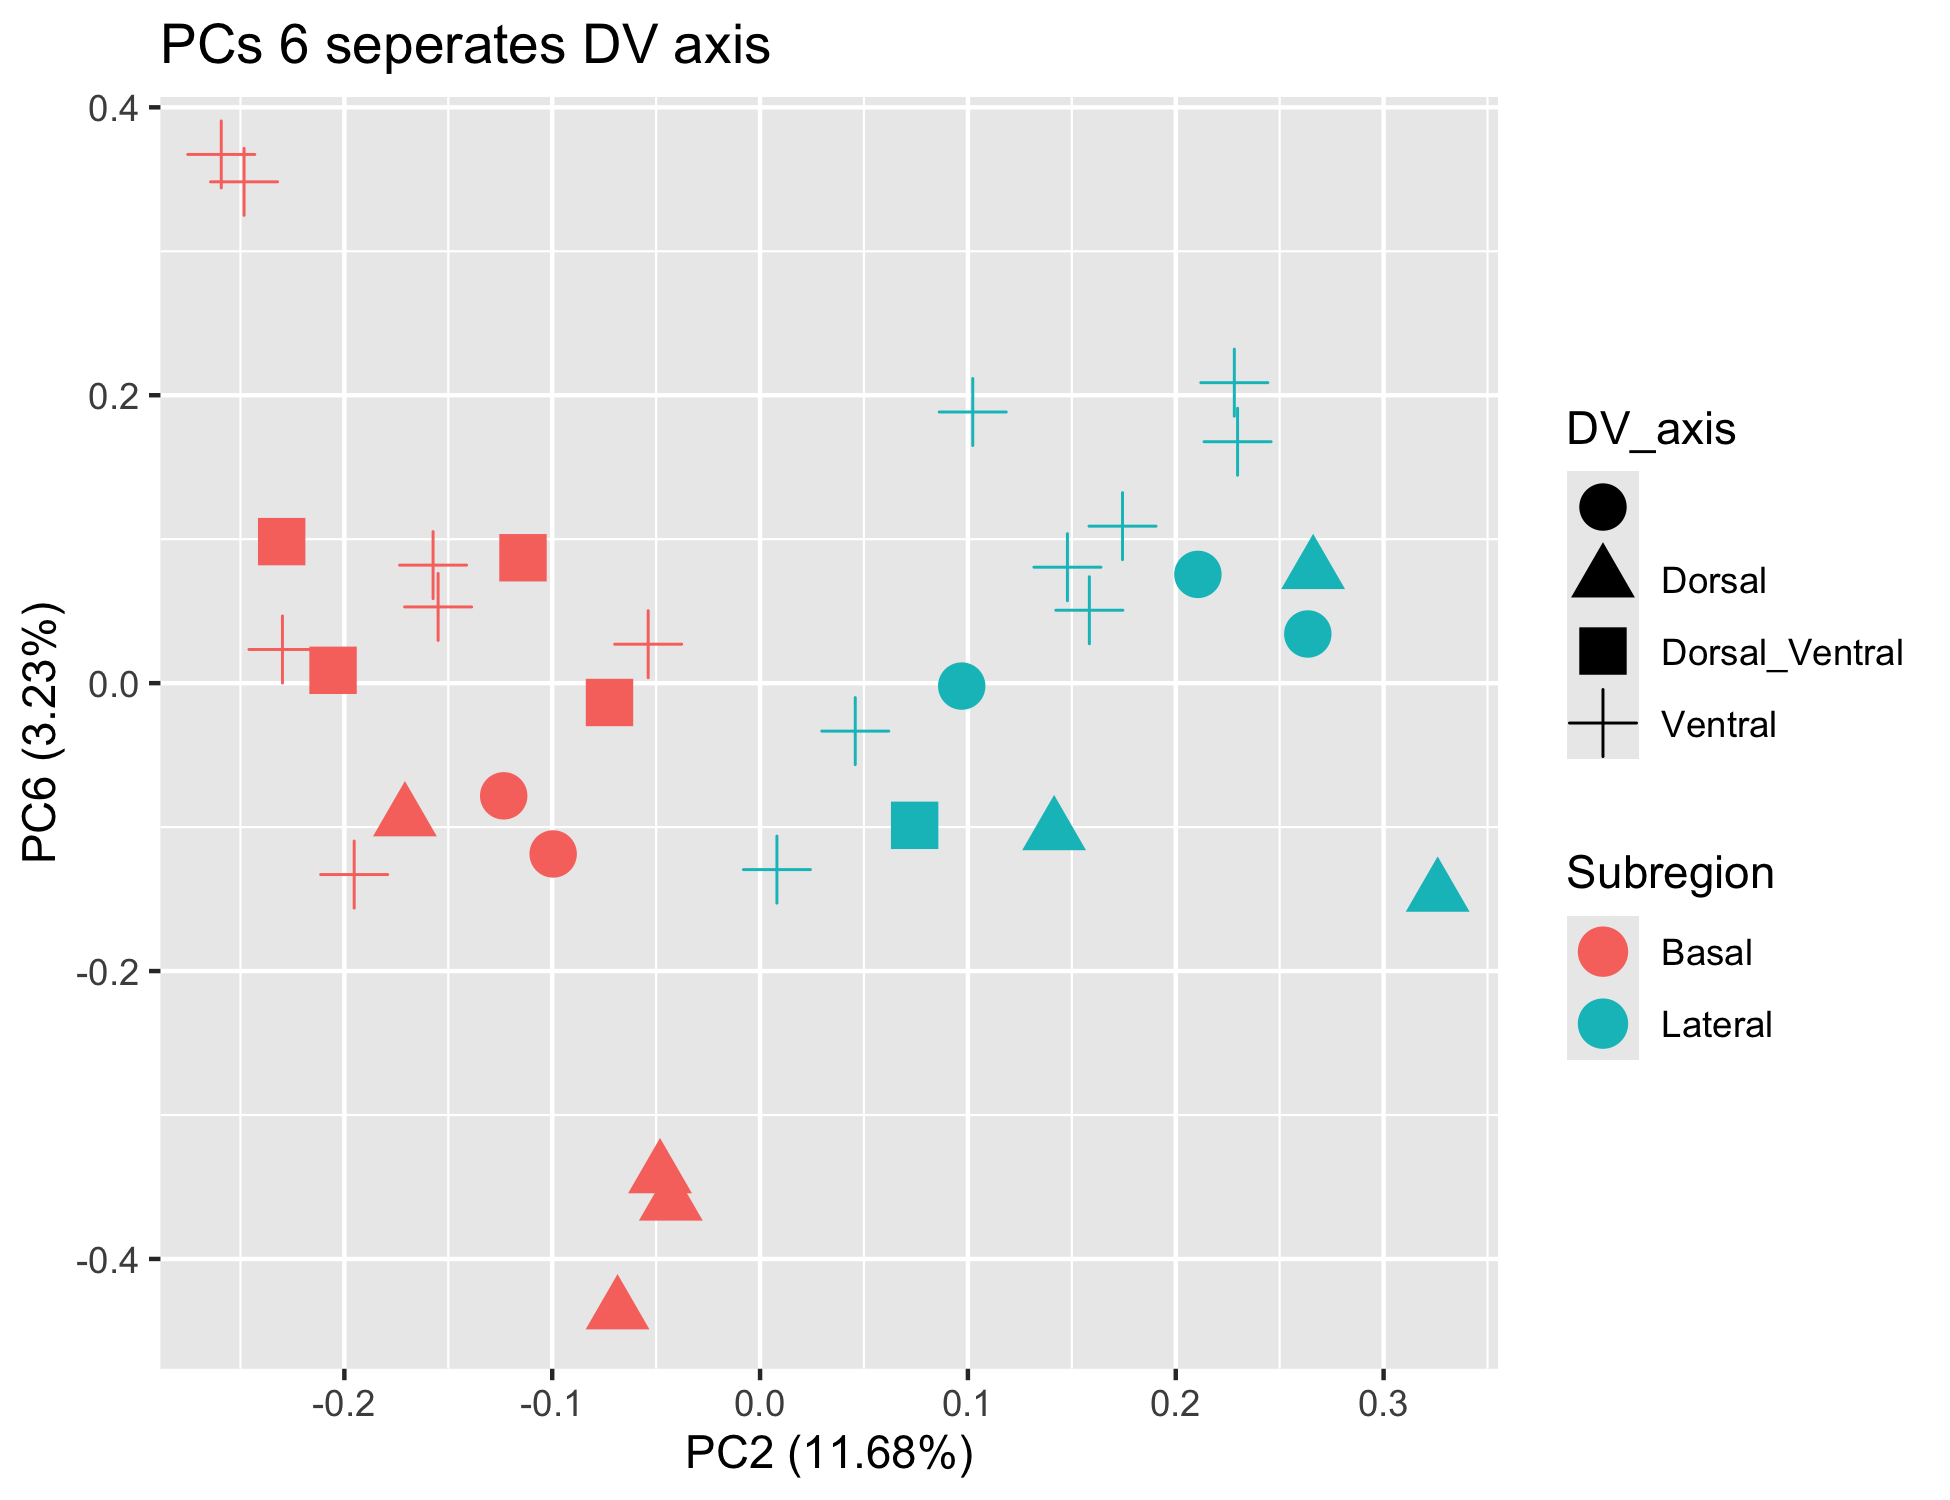 PCs 6 seperates DV axis
0.4
0.2
0.0
-0.2
-0.4
PC6 (3.23%)
-0.2
-0.1
0.0
0.1
0.2
0.3
PC2 (11.68%)
DV_axis
Dorsal
Dorsal_Ventral
Ventral
Subregion
Basal
Lateral